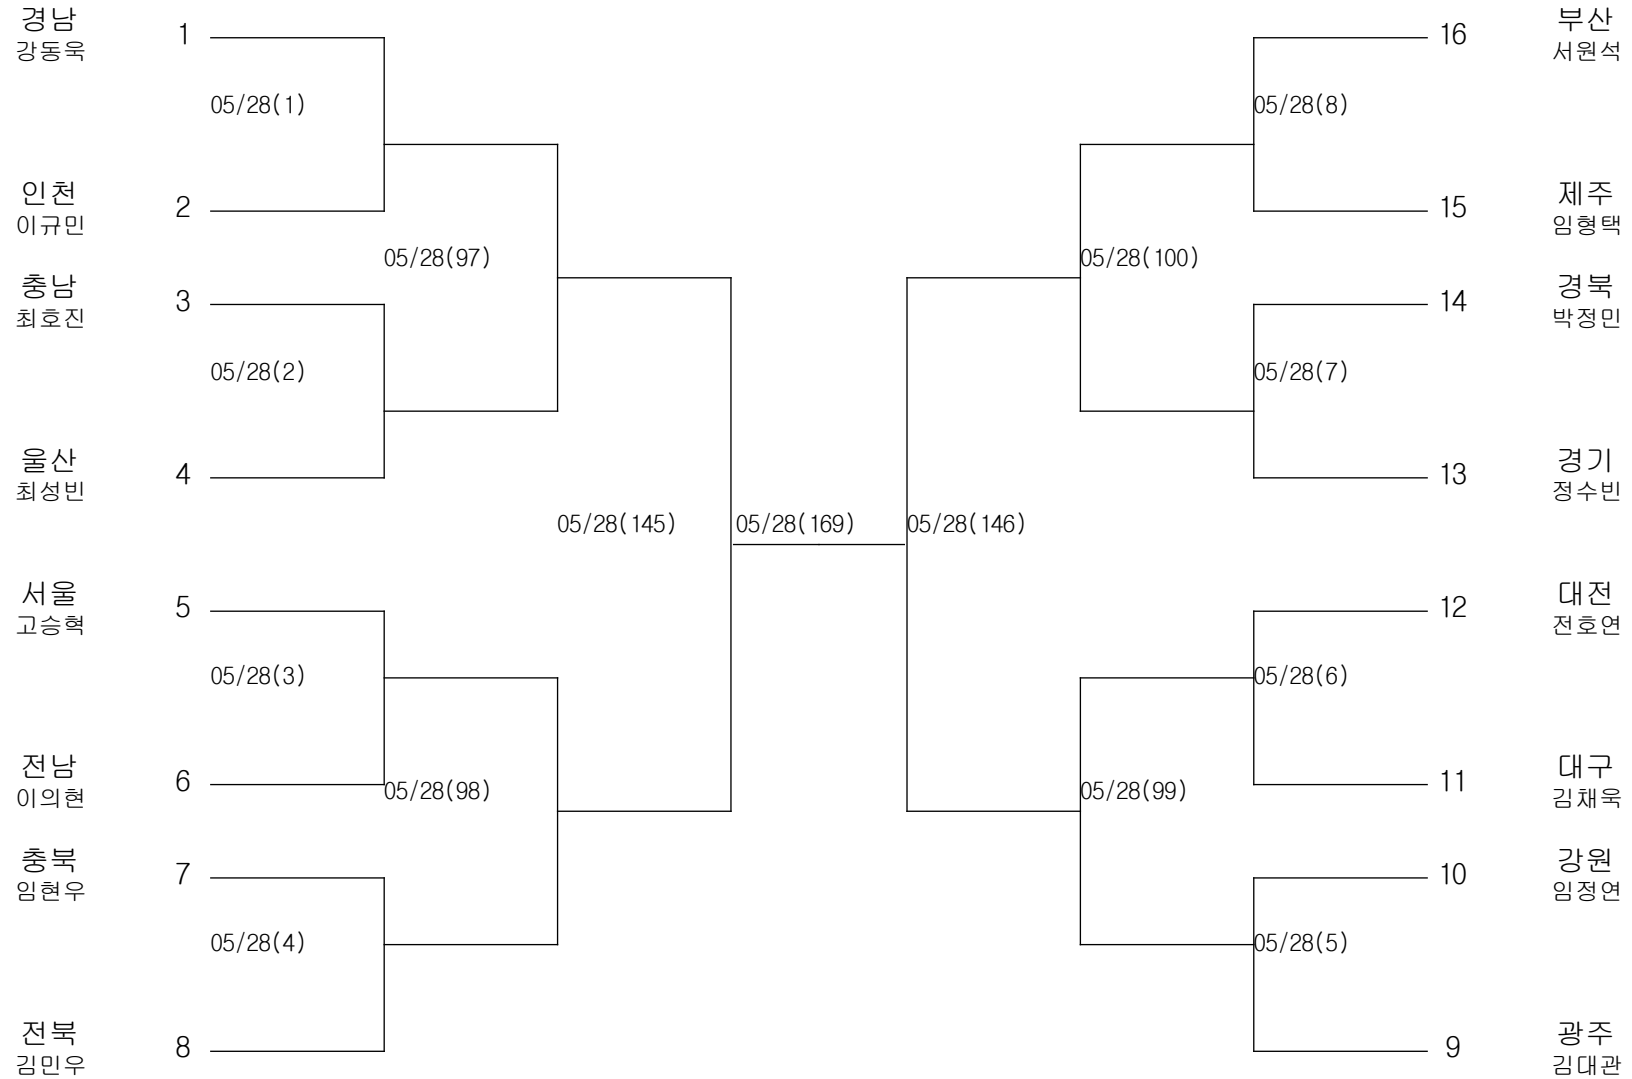 경남
강동욱
1
05/28(1)
인천
이규민
2
05/28(97)
충남
최호진
3
05/28(2)
울산
최성빈
4
05/28(145)
서울
고승혁
5
05/28(3)
전남
이의현
6
05/28(98)
충북
임현우
7
05/28(4)
전북
김민우
8
05/28(169)
16
부산
서원석
05/28(8)
15
제주
임형택
05/28(100)
14
경북
박정민
05/28(7)
13
경기
정수빈
05/28(146)
12
대전
전호연
05/28(6)
11
대구
김채욱
05/28(99)
10
강원
임정연
05/28(5)
9
광주
김대관